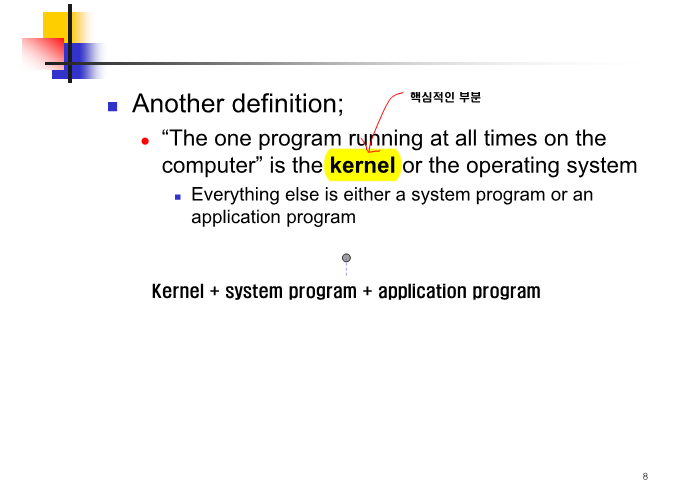 핵심적인 부분
Another definition;
“The one program running at all times on the
computer” is the kernel or the operating system
Everything else is either a system program or an
application program
Kernel + system program + application program
8